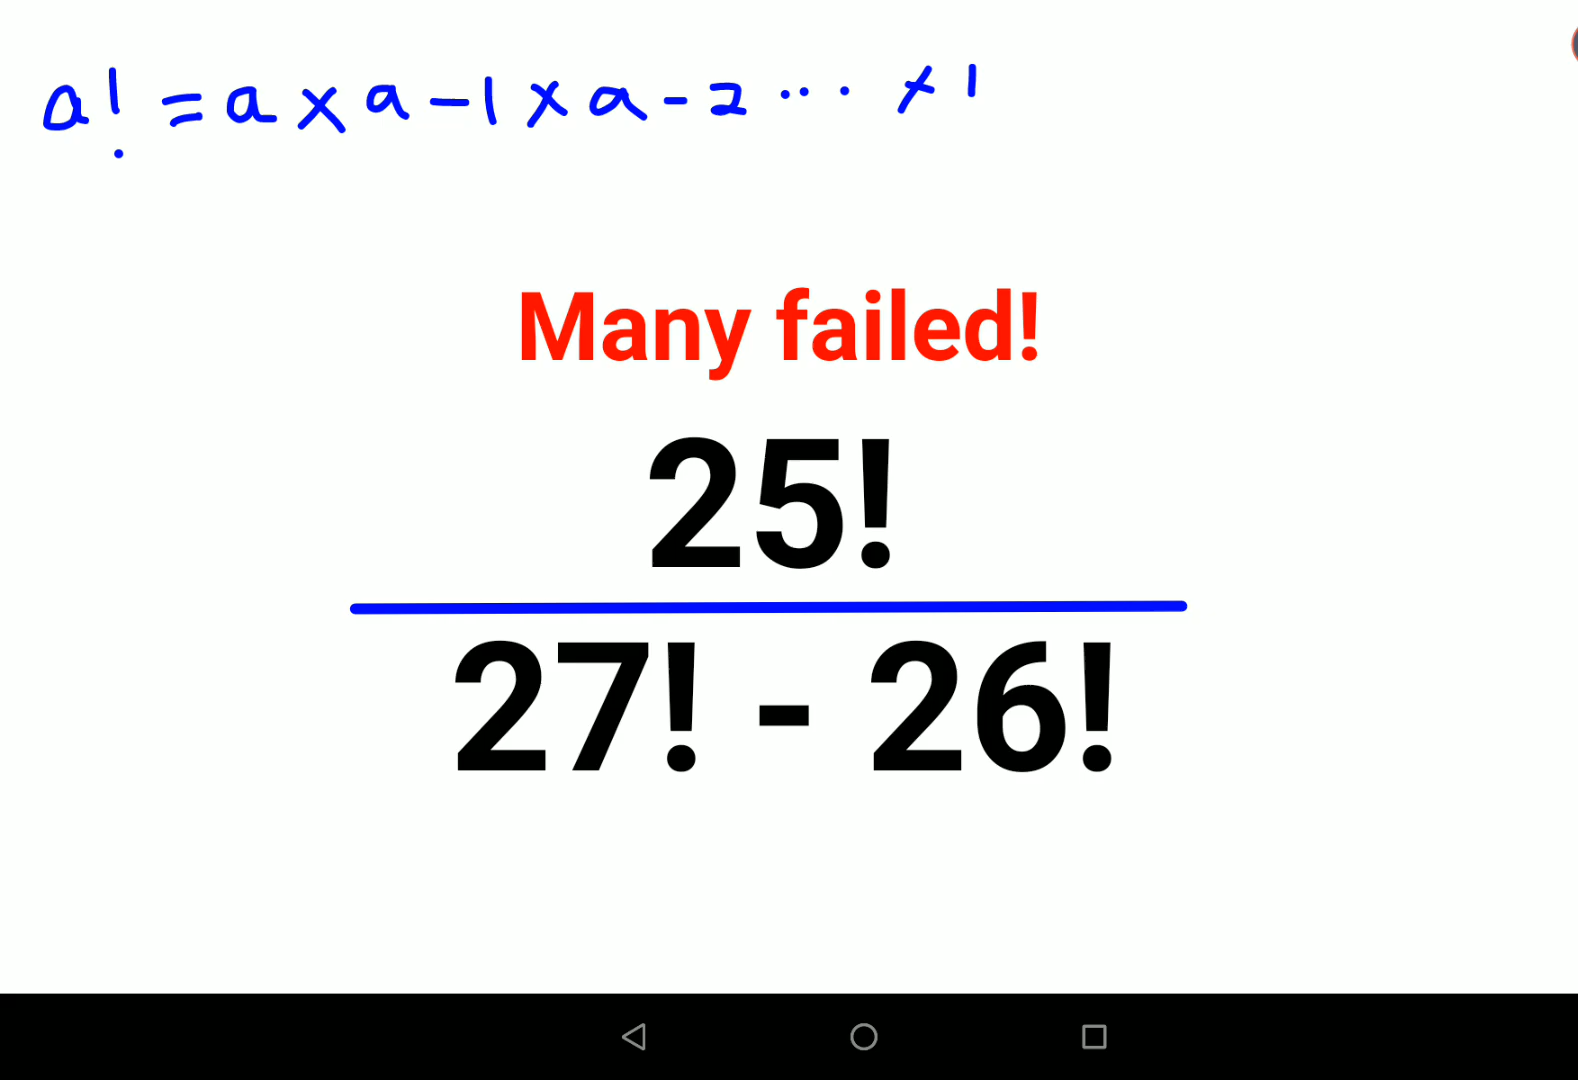 a! = a x a - 1 x a - 2 ... x 1
Many failed!
25!
27! - 26!